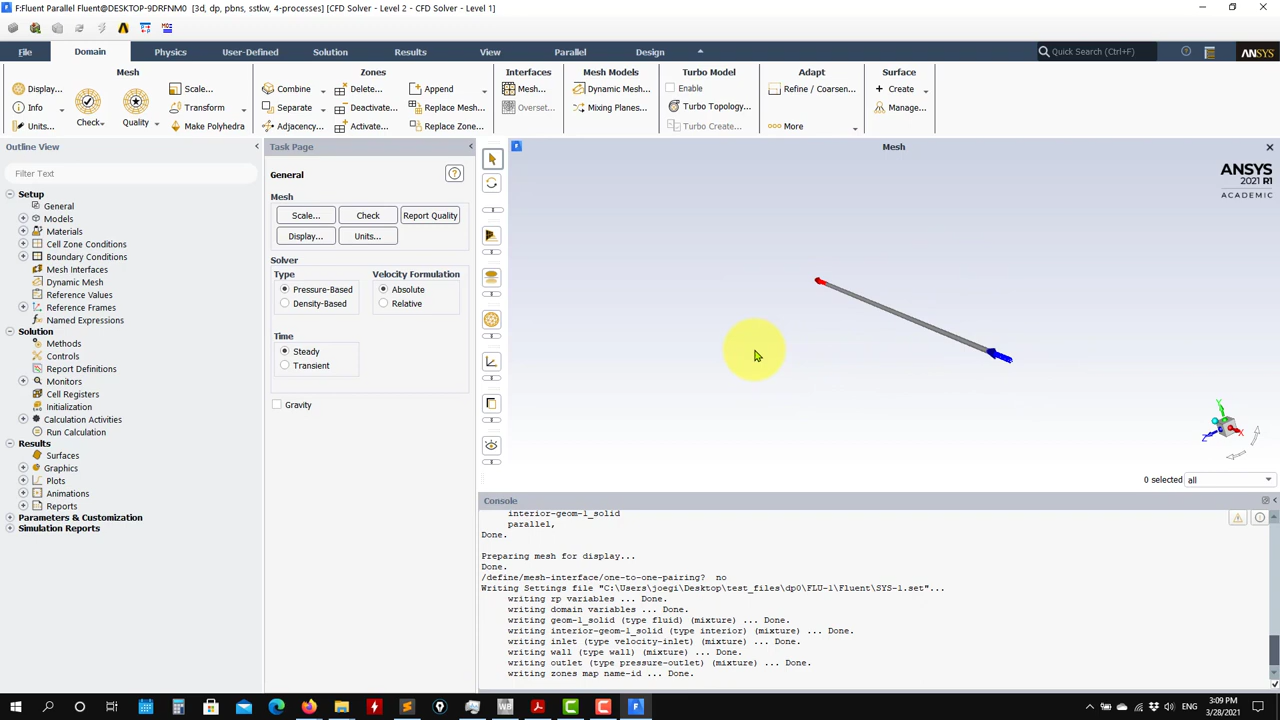 F:Fluent Parallel Fluent@DESKTOP-9DRFNM0 [3d, dp, pbns, sstkw, 4-processes] [CFD Solver - Level 2 - CFD Solver - Level 1]
File Domain Physics User-Defined Solution Results View Parallel Design Quick Search (Ctrl+F) ANSYS
Mesh Zones Interfaces Mesh Models Turbo Model Adapt Surface
Display... Scale... Combine Delete... Append Mesh... Dynamic Mesh... Enable Refine / Coarsen... Create
Info Transform Separate Deactivate... Replace Mesh... Overset... Mixing Planes... Turbo Topology... Manage...
Units... Check Quality Make Polyhedra Adjacency... Activate... Replace Zone... Turbo Create... More
Outline View
Filter Text
Setup
General
Models
Materials
Cell Zone Conditions
Boundary Conditions
Mesh Interfaces
Dynamic Mesh
Reference Values
Reference Frames
Named Expressions
Solution
Methods
Controls
Report Definitions
Monitors
Cell Registers
Initialization
Calculation Activities
Run Calculation
Results
Surfaces
Graphics
Plots
Animations
Reports
Parameters & Customization
Simulation Reports
Task Page
General
Mesh
Scale... Check Report Quality
Display... Units...
Solver
Type Velocity Formulation
Pressure-Based Absolute
Density-Based Relative
Time
Steady
Transient
Gravity
Mesh
ANSYS
2021 R1
ACADEMIC
Y
Z X
0 selected all
Console
interior-geom-1_solid
parallel,
Done.
Preparing mesh for display...
Done.
/define/mesh-interface/one-to-one-pairing? no
Writing Settings file "C:\Users\joegi\Desktop\test_files\dp0\FLU-1\Fluent\SYS-1.set"...
writing rp variables ... Done.
writing domain variables ... Done.
writing geom-1_solid (type fluid) (mixture) ... Done.
writing interior-geom-1_solid (type interior) (mixture) ... Done.
writing inlet (type velocity-inlet) (mixture) ... Done.
writing wall (type wall) (mixture) ... Done.
writing outlet (type pressure-outlet) (mixture) ... Done.
writing zones map name-id ... Done.
WB
F
ENG
3:09 PM
3/28/2021